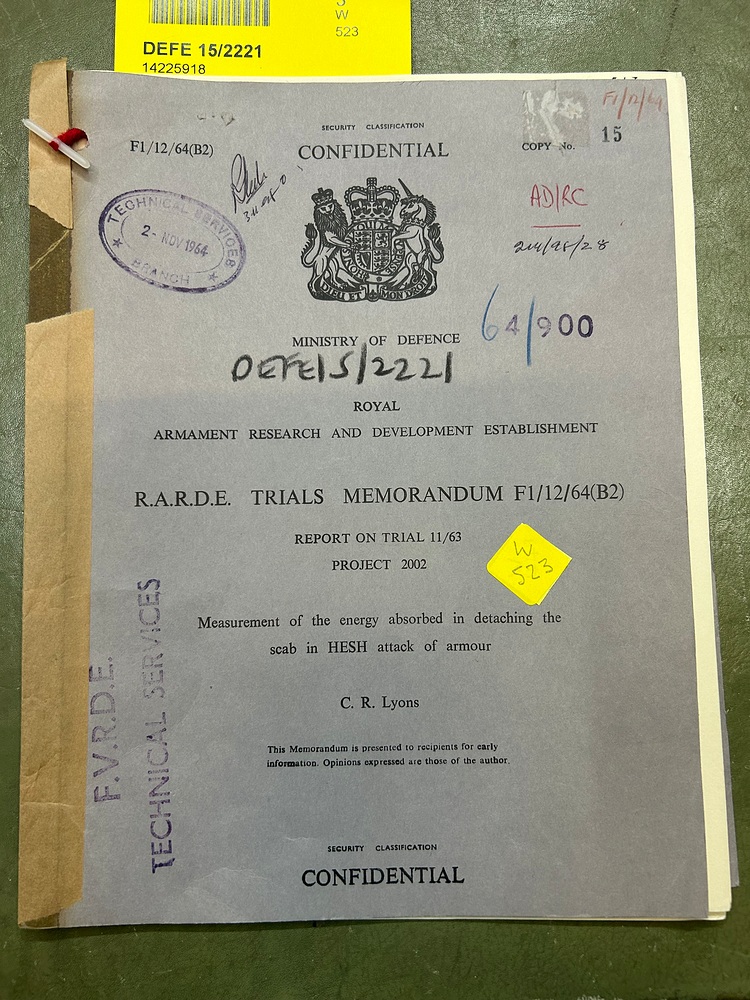 W
523
DEFE 15/2221
14225918
F1/12/64
SECURITY CLASSIFICATION
F1/12/64(B2)
CONFIDENTIAL
COPY No. 15
AD/RC
TECHNICAL SERVICES
2- NOV 1964
BRANCH
DIEU ET MON DROIT
64/900
MINISTRY OF DEFENCE
DEFE15/2221
ROYAL
ARMAMENT RESEARCH AND DEVELOPMENT ESTABLISHMENT
R.A.R.D.E. TRIALS MEMORANDUM F1/12/64(B2)
REPORT ON TRIAL 11/63
PROJECT 2002
W
523
Measurement of the energy absorbed in detaching the
scab in HESH attack of armour
C. R. Lyons
This Memorandum is presented to recipients for early
information. Opinions expressed are those of the author.
F.V.R.D.E.
TECHNICAL SERVICES
SECURITY CLASSIFICATION
CONFIDENTIAL